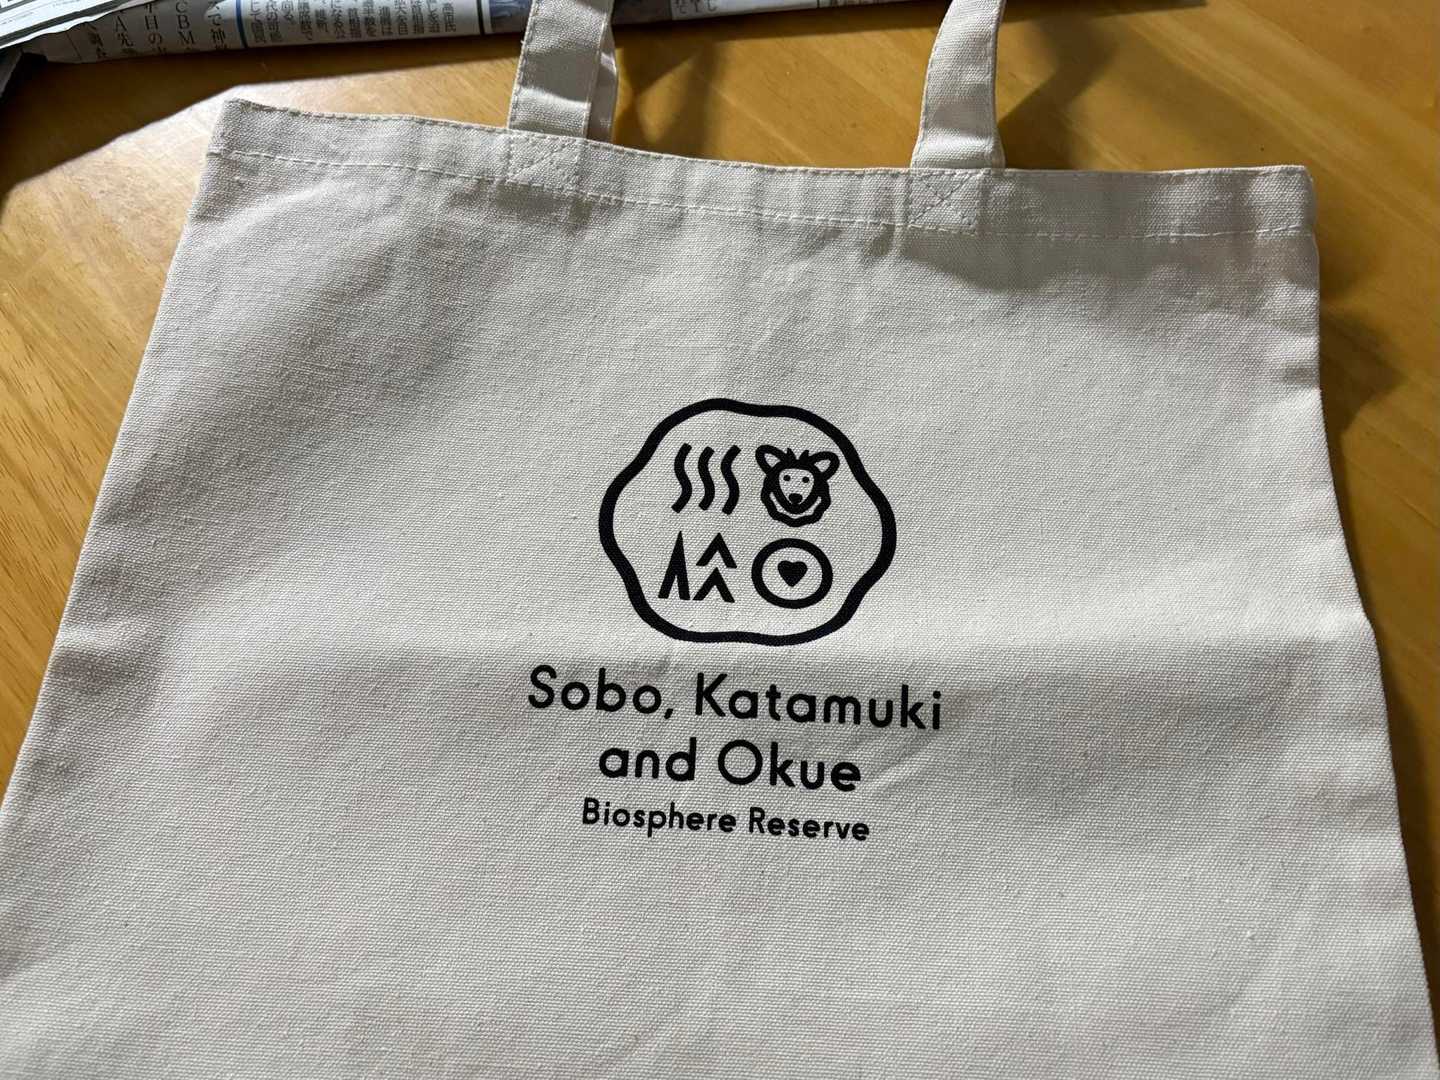 Sobo, Katamuki
and Okue
Biosphere Reserve